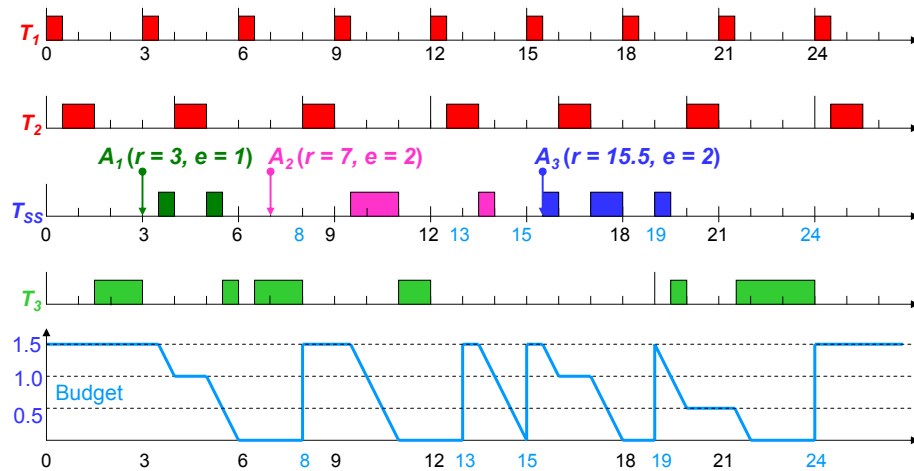 T1
0 3 6 9 12 15 18 21 24
T2
A1 (r = 3, e = 1) A2 (r = 7, e = 2) A3 (r = 15.5, e = 2)
TSS
0 3 6 8 9 12 13 15 18 19 21 24
T3
1.5
1.0
Budget
0.5
0 3 6 8 9 12 13 15 18 19 21 24